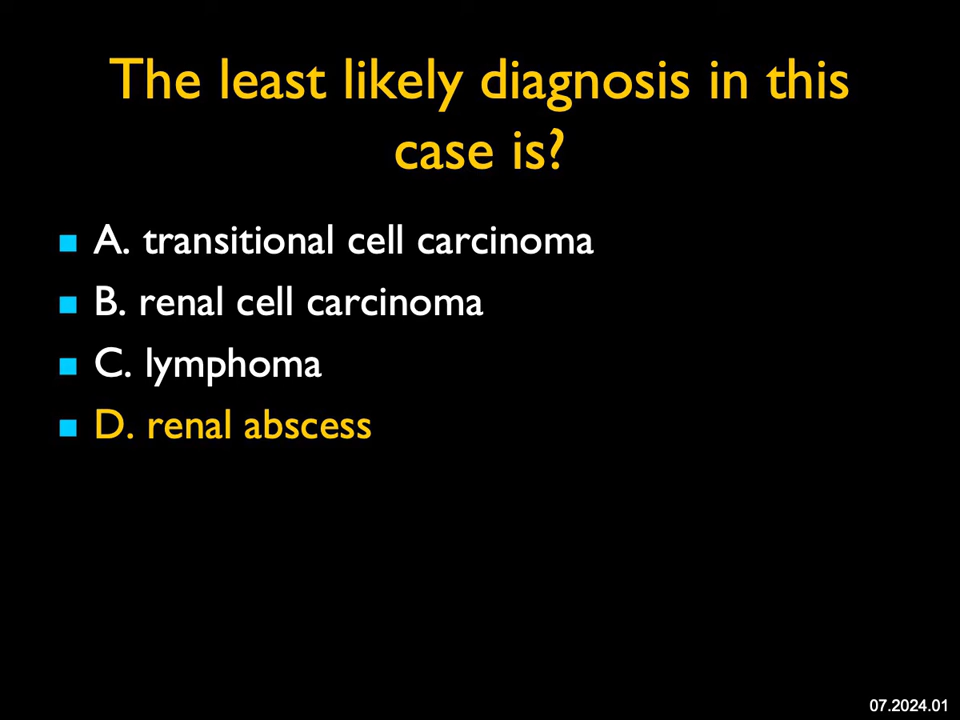 The least likely diagnosis in this
case is?
A. transitional cell carcinoma
B. renal cell carcinoma
C. lymphoma
D. renal abscess
07.2024.01